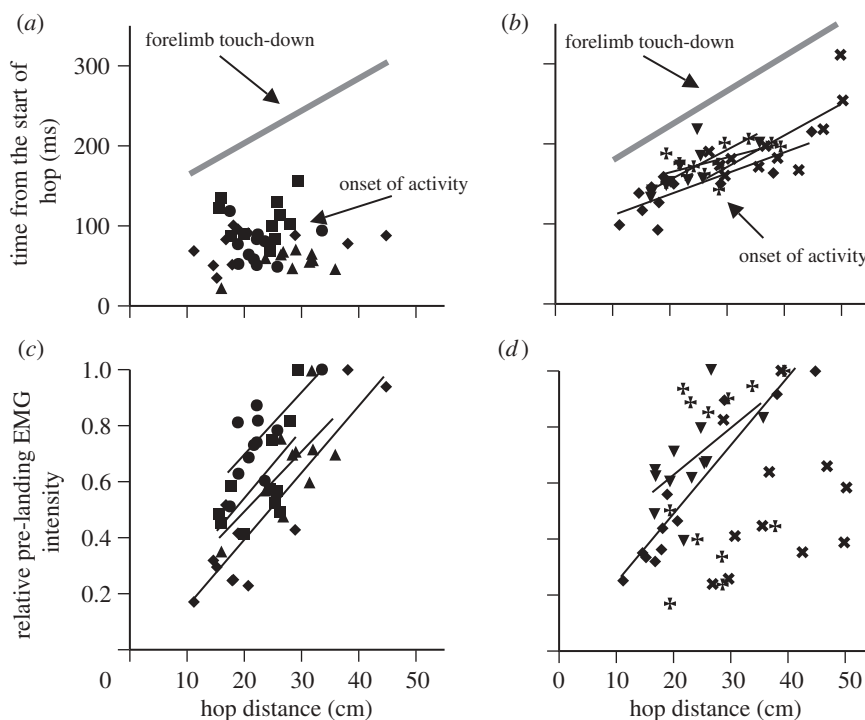 (a)
(b)
forelimb touch-down
forelimb touch-down
300
200
100
0
time from the start of
hop (ms)
onset of activity
onset of activity
(c)
(d)
1.0
0.8
0.6
0.4
0.2
relative pre-landing EMG
intensity
0 10 20 30 40 50
0 10 20 30 40 50
hop distance (cm)
hop distance (cm)